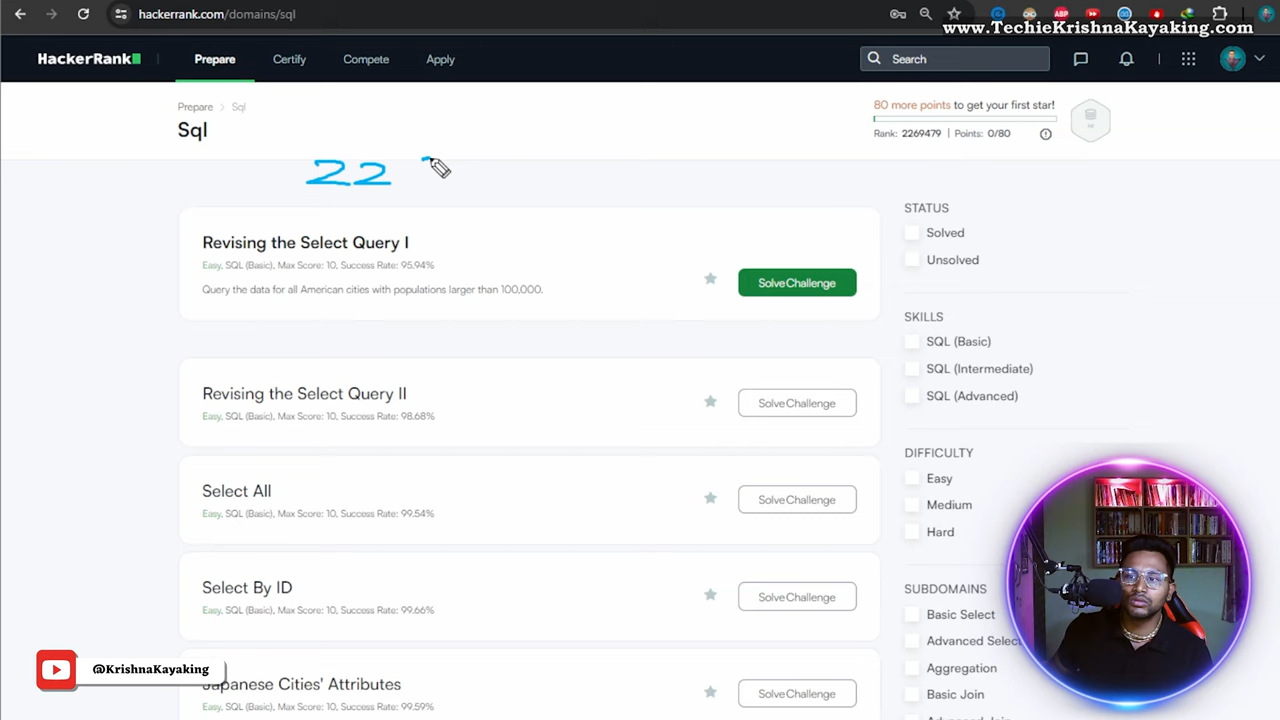 hackerrank.com/domains/sql
ABP
www.TechieKrishnaKayaking.com
HackerRank
Prepare
Certify
Compete
Apply
Search
Prepare > Sql
Sql
80 more points to get your first star!
Rank: 2269479 | Points: 0/80
22
Revising the Select Query I
Easy, SQL (Basic), Max Score: 10, Success Rate: 95.94%
Query the data for all American cities with populations larger than 100,000.
Solve Challenge
Revising the Select Query II
Easy, SQL (Basic), Max Score: 10, Success Rate: 98.68%
Solve Challenge
Select All
Easy, SQL (Basic), Max Score: 10, Success Rate: 99.54%
Solve Challenge
Select By ID
Easy, SQL (Basic), Max Score: 10, Success Rate: 99.66%
Solve Challenge
Japanese Cities' Attributes
Easy, SQL (Basic), Max Score: 10, Success Rate: 99.59%
Solve Challenge
STATUS
Solved
Unsolved
SKILLS
SQL (Basic)
SQL (Intermediate)
SQL (Advanced)
DIFFICULTY
Easy
Medium
Hard
SUBDOMAINS
Basic Select
Advanced Select
Aggregation
Basic Join
@KrishnaKayaking